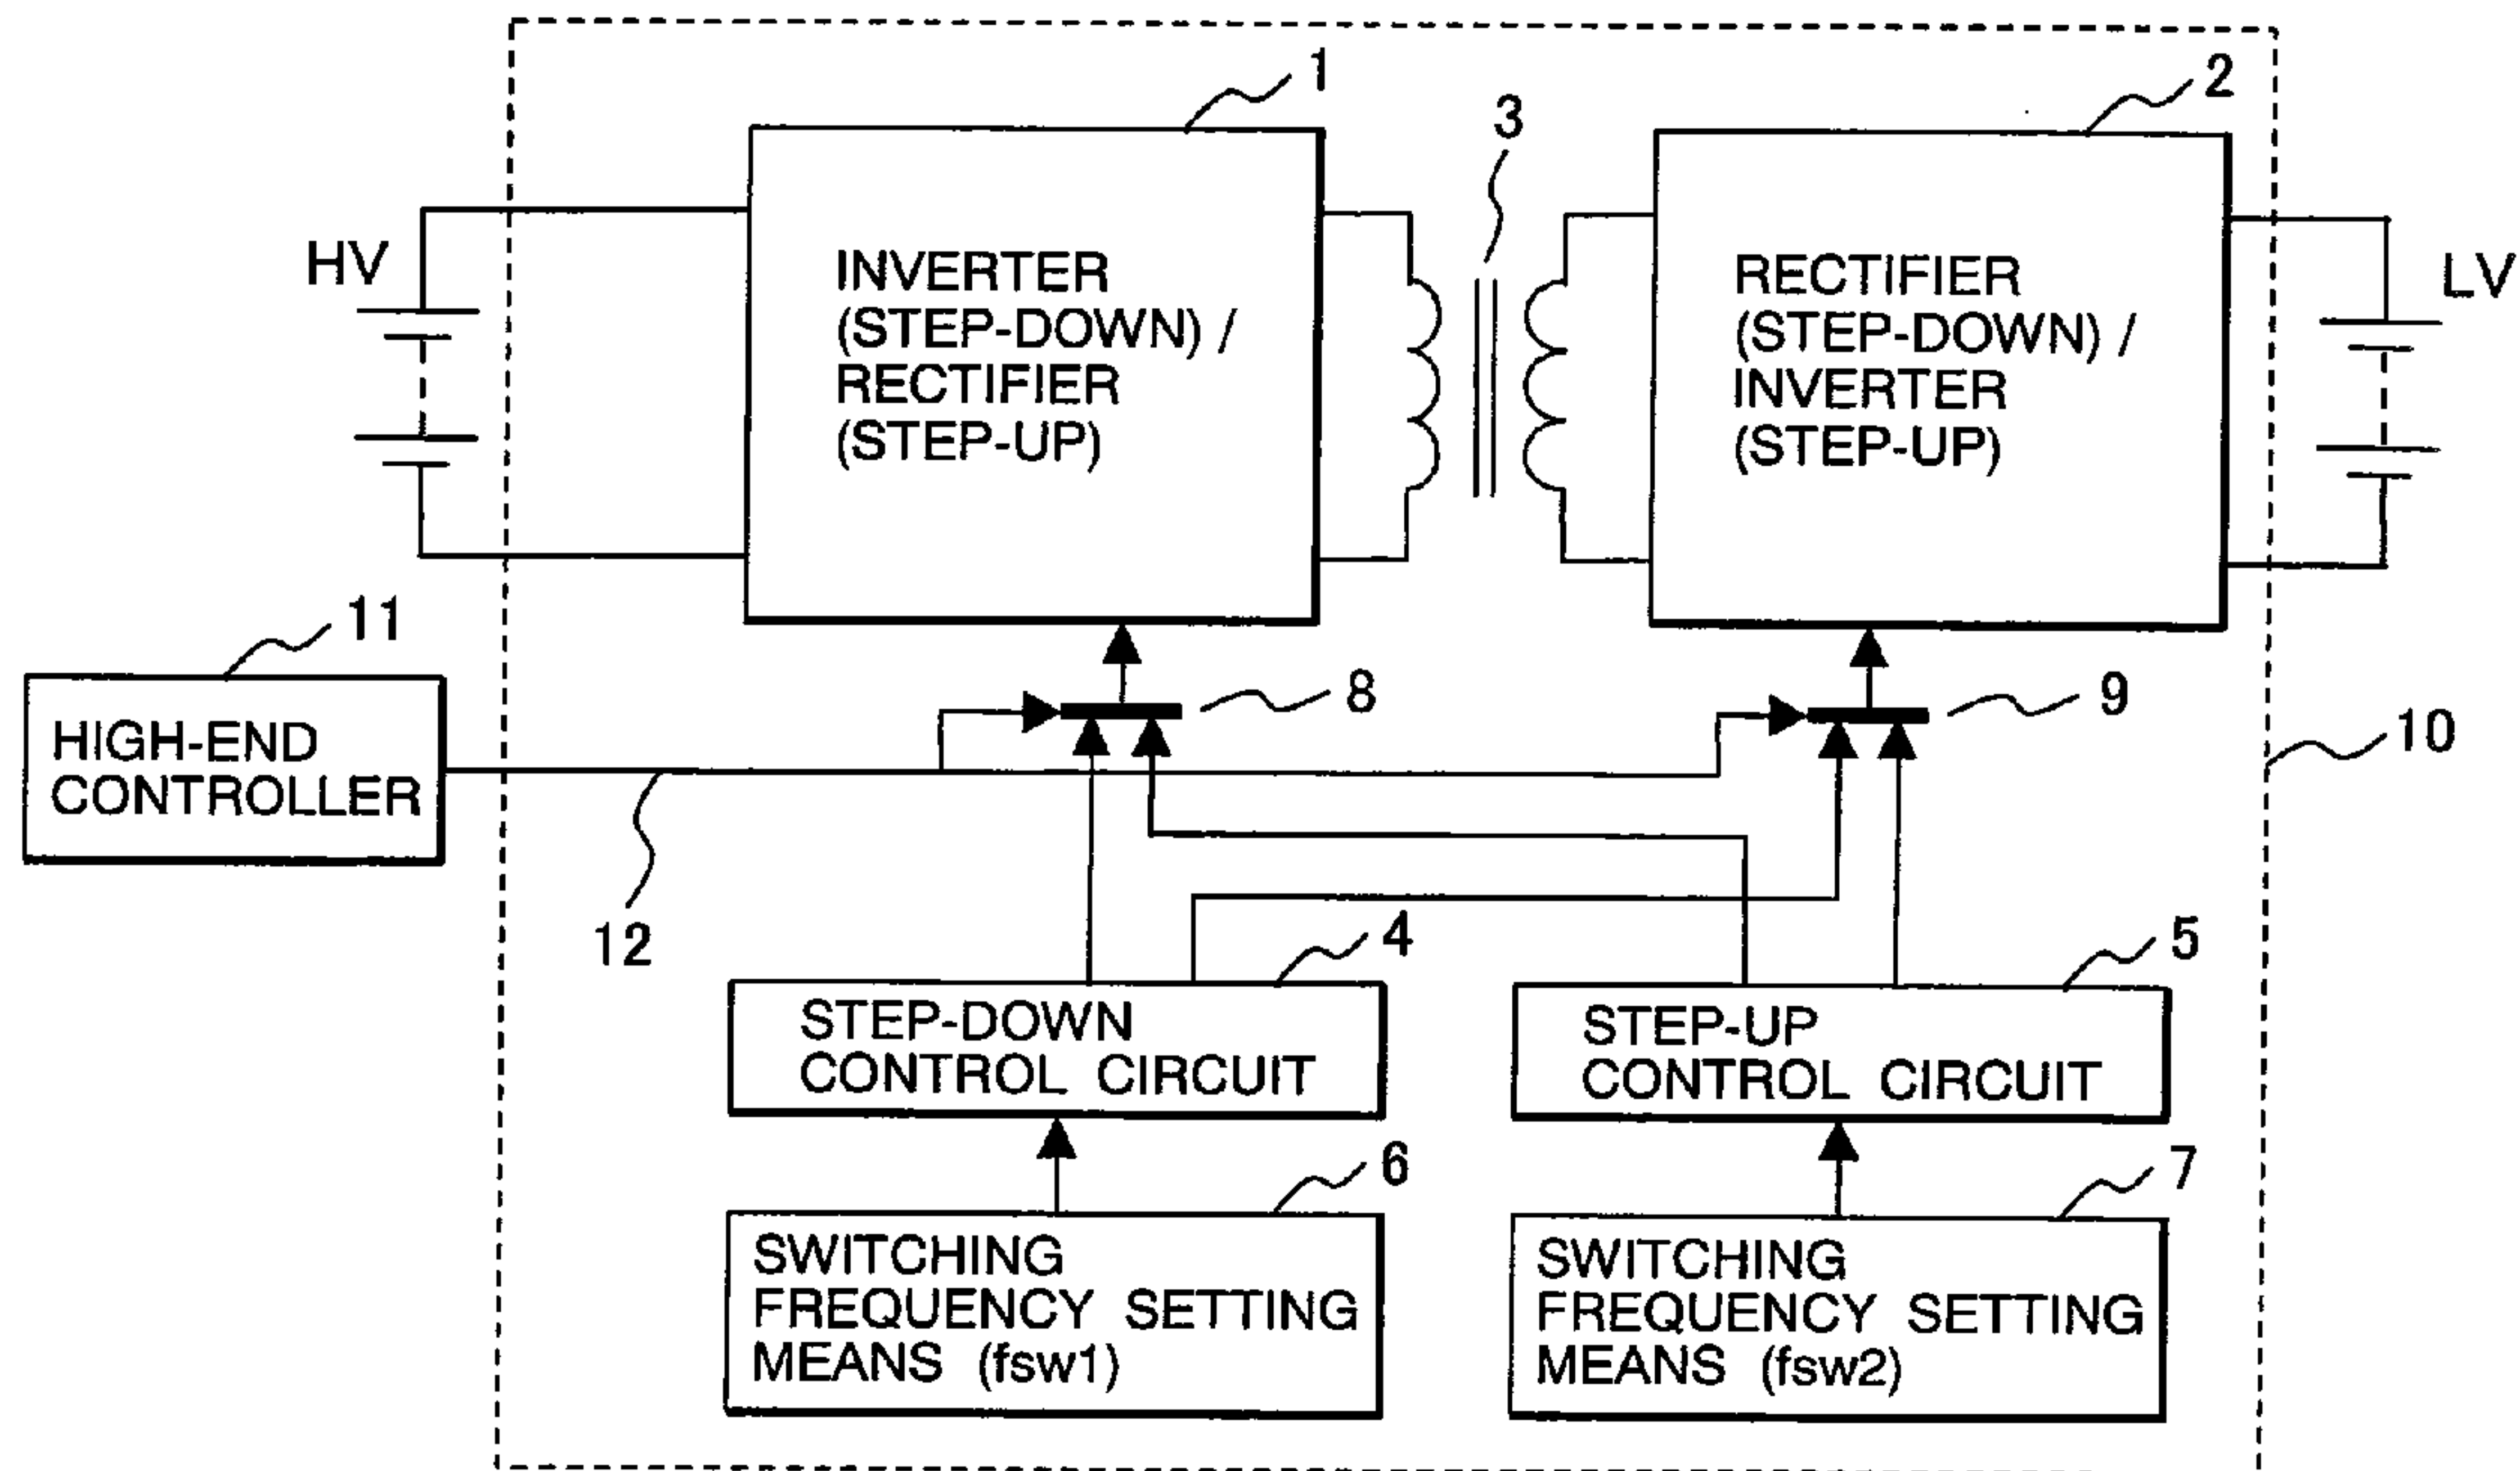 1
2
3
HV
INVERTER
(STEP-DOWN) /
RECTIFIER
(STEP-UP)
RECTIFIER
(STEP-DOWN) /
INVERTER
(STEP-UP)
LV
11
8
9
10
HIGH-END
CONTROLLER
12
4
5
STEP-DOWN
CONTROL CIRCUIT
STEP-UP
CONTROL CIRCUIT
6
7
SWITCHING
FREQUENCY SETTING
MEANS (fsw1)
SWITCHING
FREQUENCY SETTING
MEANS (fsw2)